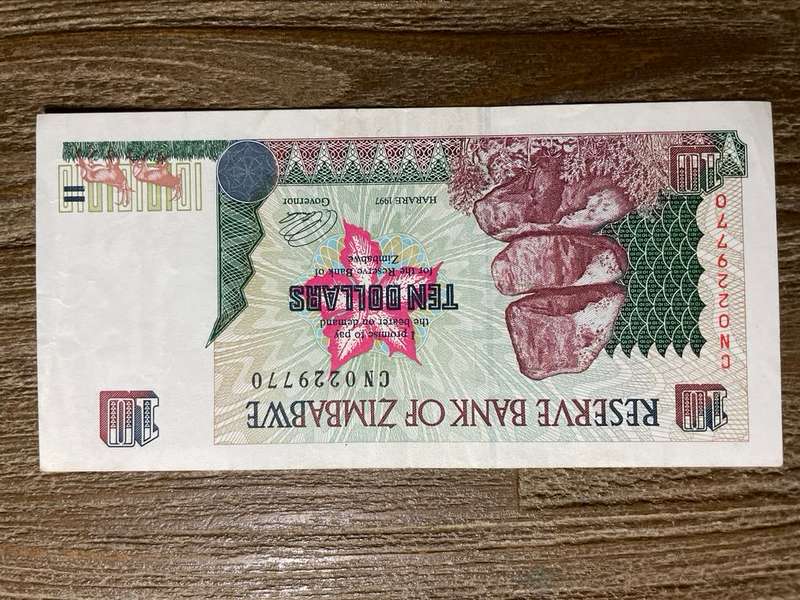 10
RESERVE BANK OF ZIMBABWE
10
CN0229770
CN0229770
I promise to pay
the bearer on demand
TEN DOLLARS
for the Reserve Bank of
Zimbabwe
HARARE 1997
Governor
10